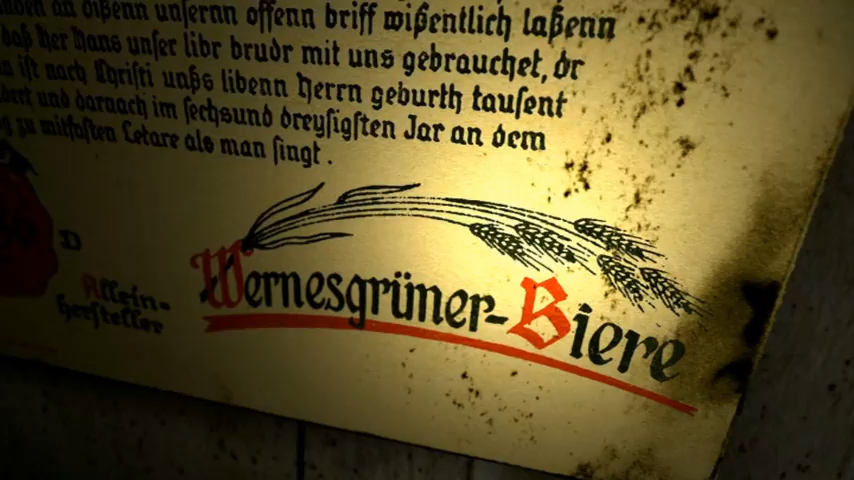 an dißenn unsernn offenn briff wißentlich laßenn
daß her Hans unser libr brudr mit uns gebrauchet, dr
ist nach Christi unßs libenn Herrn geburth tausent
und darnach im sechsund dreysigsten Jar an dem
zu mitfasten Letare als man singt.
D
Allein-
hersteller
Wernesgrüner-Biere